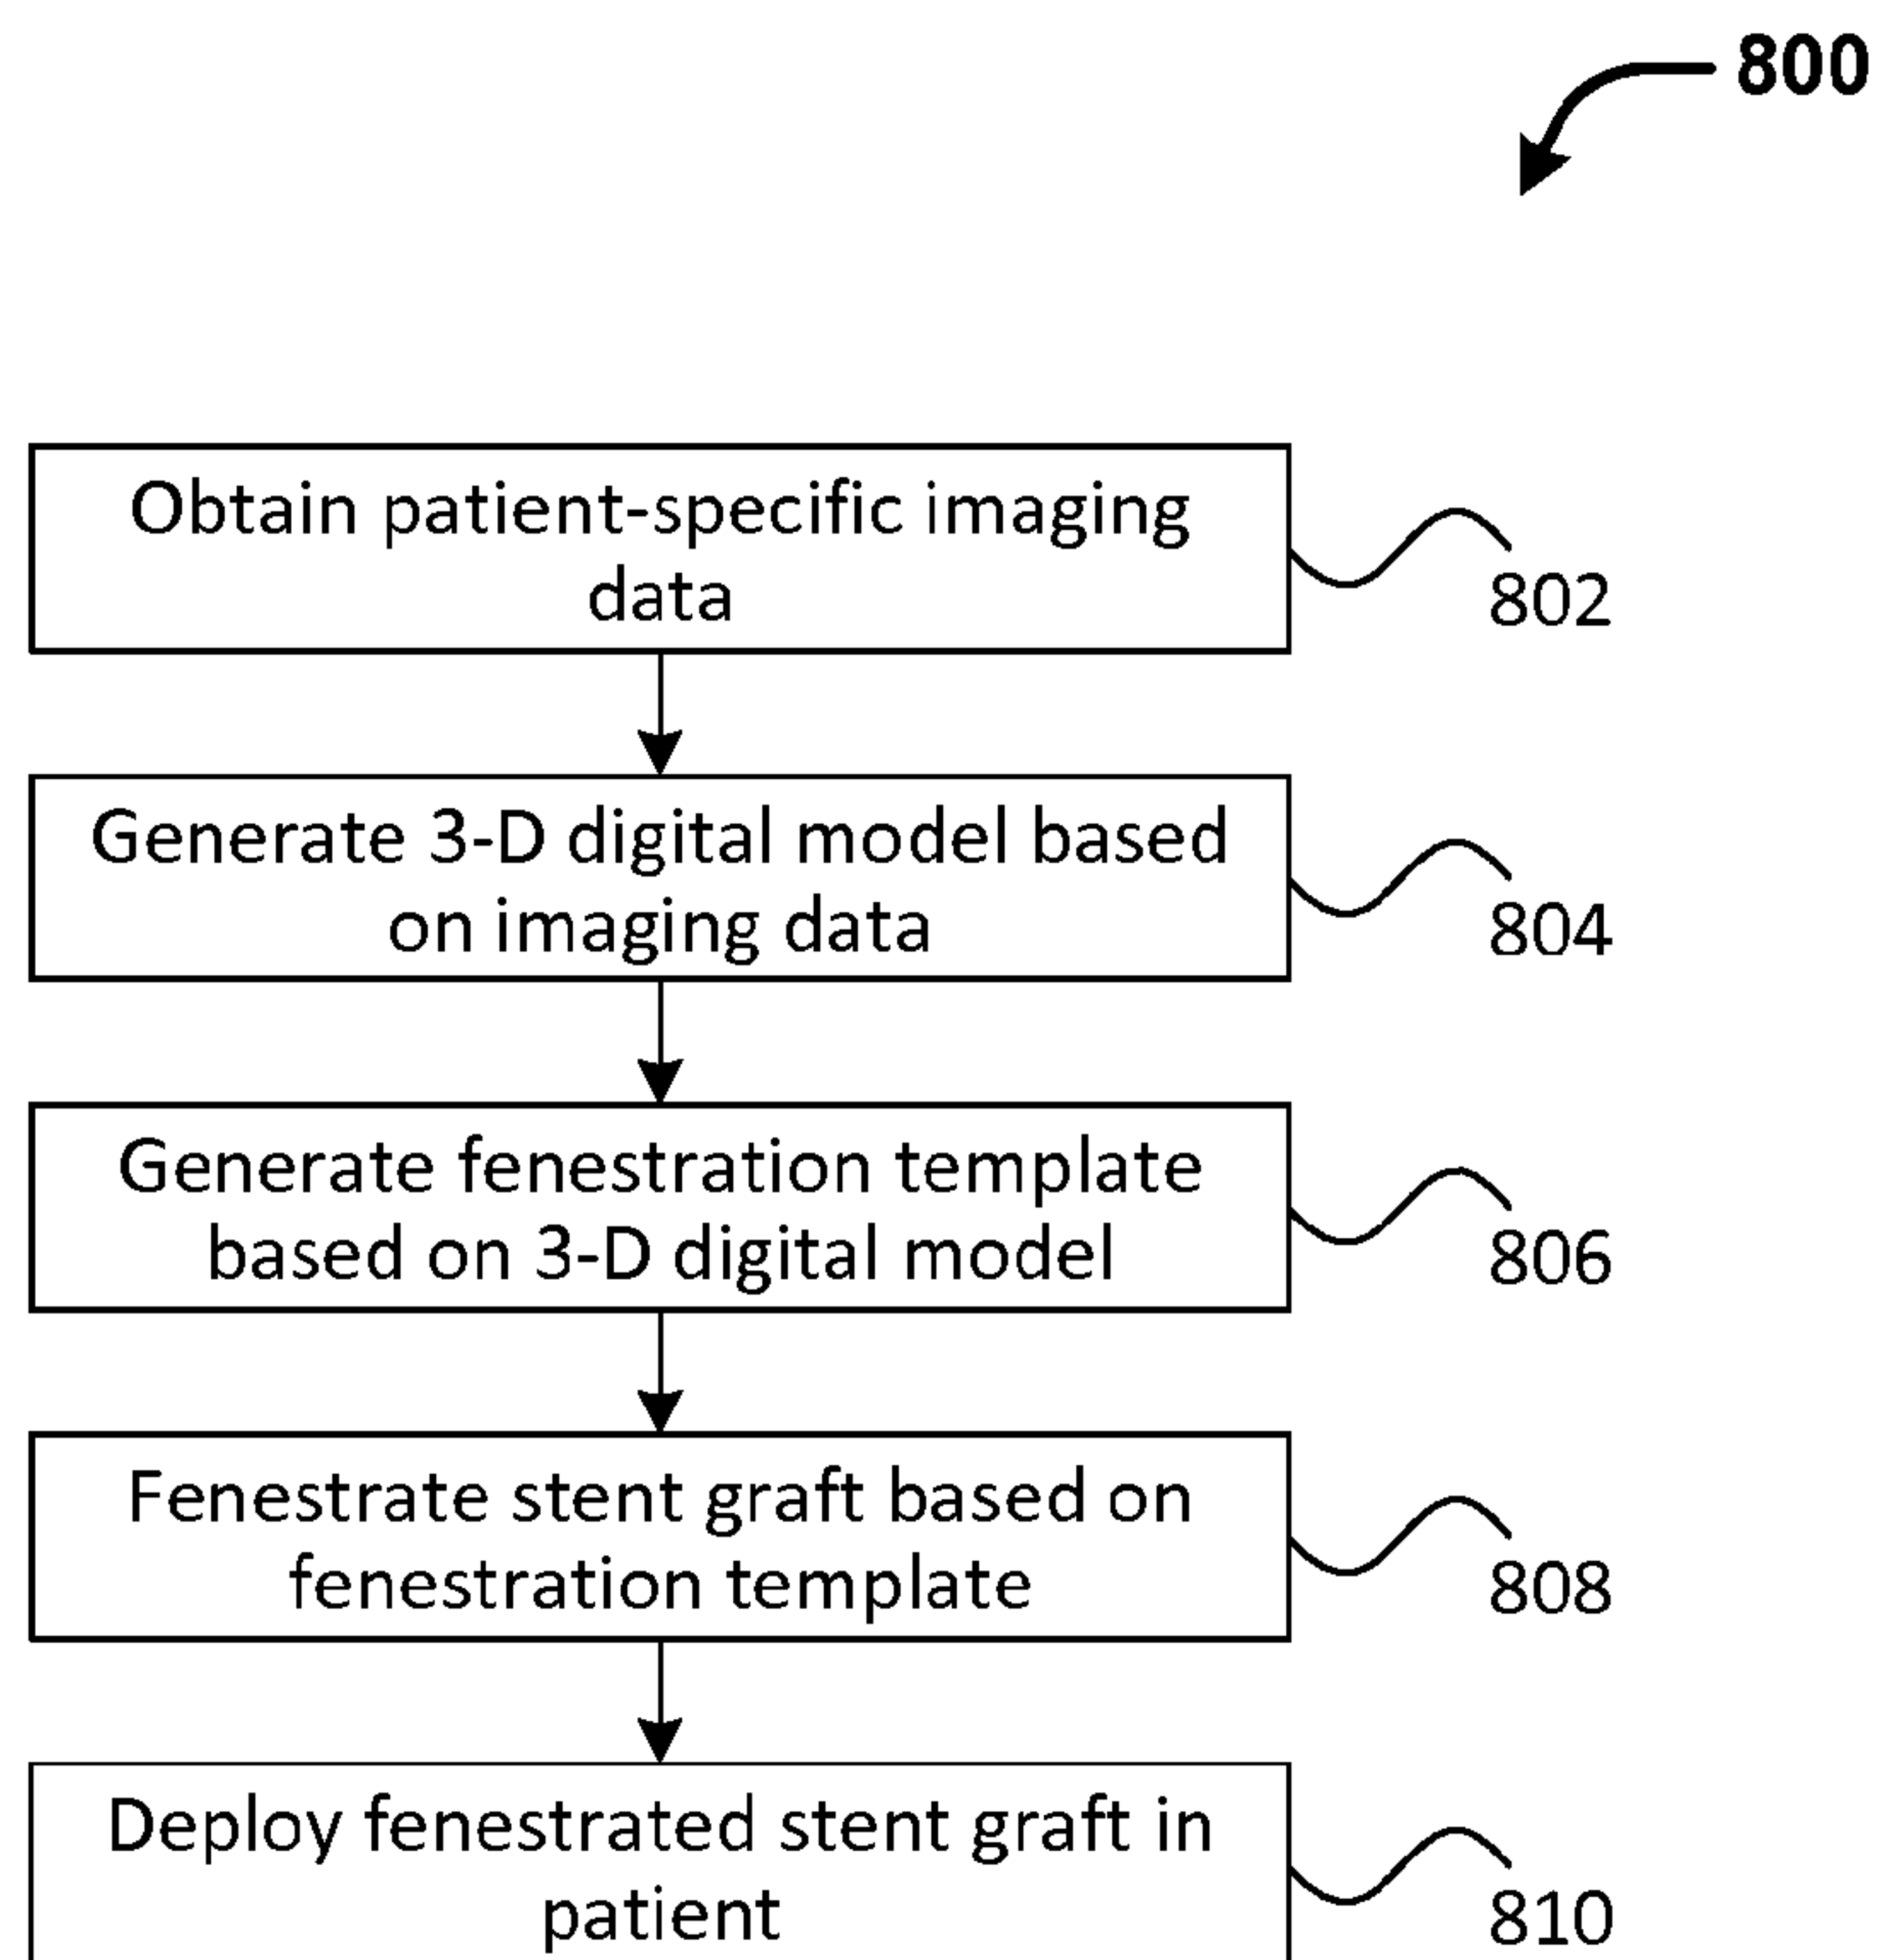 800
Obtain patient-specific imaging
data
802
Generate 3-D digital model based
on imaging data
804
Generate fenestration template
based on 3-D digital model
806
Fenestrate stent graft based on
fenestration template
808
Deploy fenestrated stent graft in
patient
810